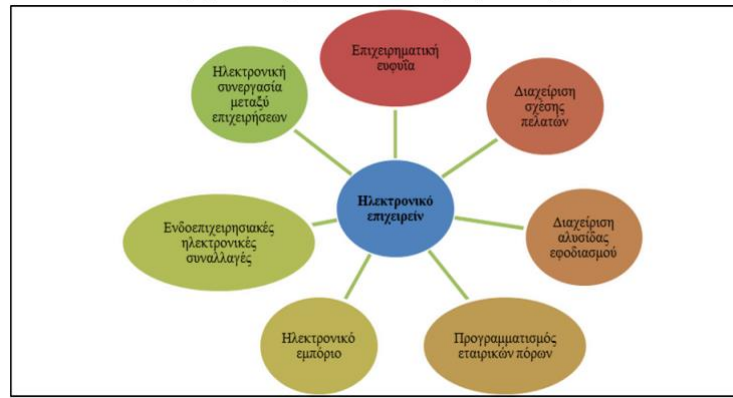 Επιχειρηματική
ευφυΐα
Διαχείριση
σχέσης
πελατών
Διαχείριση
αλυσίδας
εφοδιασμού
Προγραμματισμός
εταιρικών πόρων
Ηλεκτρονικό
εμπόριο
Ενδοεπιχειρησιακές
ηλεκτρονικές
συναλλαγές
Ηλεκτρονική
συνεργασία
μεταξύ
επιχειρήσεων
Ηλεκτρονικό
επιχειρείν